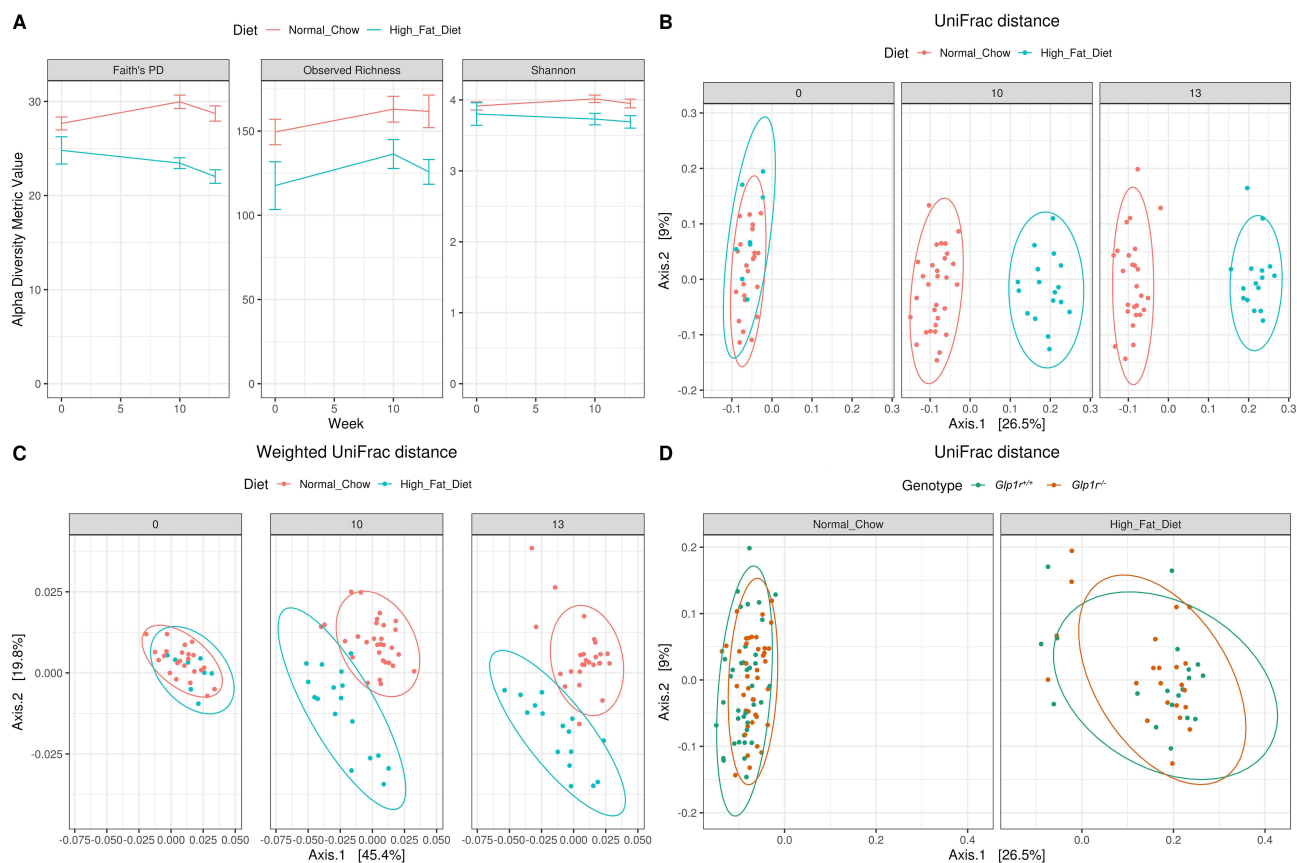 A
Diet Normal_Chow High_Fat_Diet
Faith's PD Observed Richness Shannon
Alpha Diversity Metric Value
30
20
10
0
150
100
50
0
4
3
2
1
0
0 5 10 0 5 10 0 5 10
Week
B
UniFrac distance
Diet Normal_Chow High_Fat_Diet
0 10 13
Axis.2 [9%]
0.3
0.2
0.1
0.0
-0.1
-0.2
-0.1 0.0 0.1 0.2 0.3 -0.1 0.0 0.1 0.2 0.3 -0.1 0.0 0.1 0.2 0.3
Axis.1 [26.5%]
C
Weighted UniFrac distance
Diet Normal_Chow High_Fat_Diet
0 10 13
Axis.2 [19.8%]
0.025
0.000
-0.025
-0.075 -0.050 -0.025 0.000 0.025 0.050 -0.075 -0.050 -0.025 0.000 0.025 0.050 -0.075 -0.050 -0.025 0.000 0.025 0.050
Axis.1 [45.4%]
D
UniFrac distance
Genotype Glp1r+/+ Glp1r-/-
Normal_Chow High_Fat_Diet
Axis.2 [9%]
0.2
0.1
0.0
-0.1
-0.2
0.0 0.2 0.4 0.0 0.2 0.4
Axis.1 [26.5%]